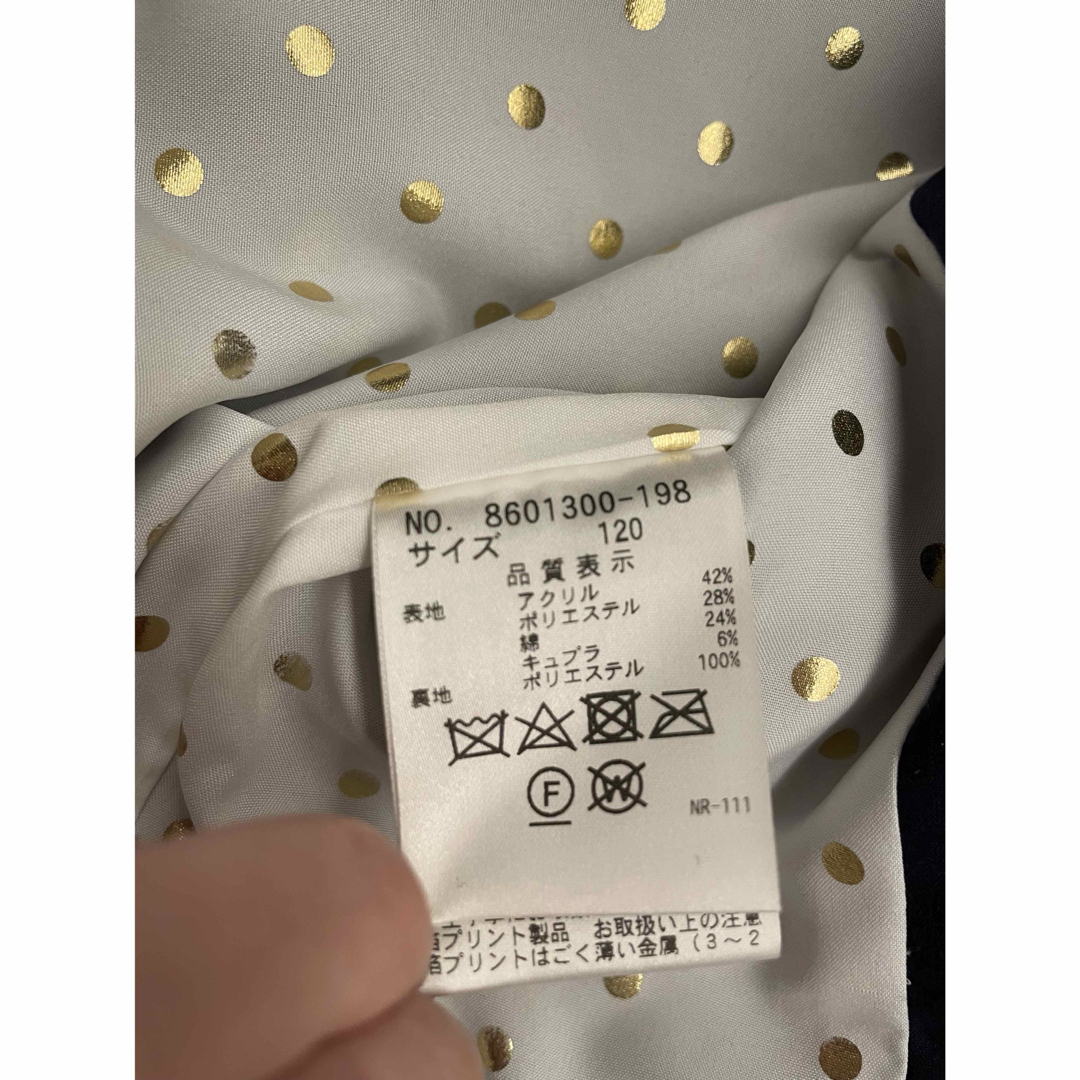 NO. 8601300-198
サイズ 120
品質表示
表地 アクリル 42%
ポリエステル 28%
綿 24%
キュプラ 6%
裏地 ポリエステル 100%
F W
NR-111
箔プリント製品 お取扱い上の注意
箔プリントはごく薄い金属(3~2